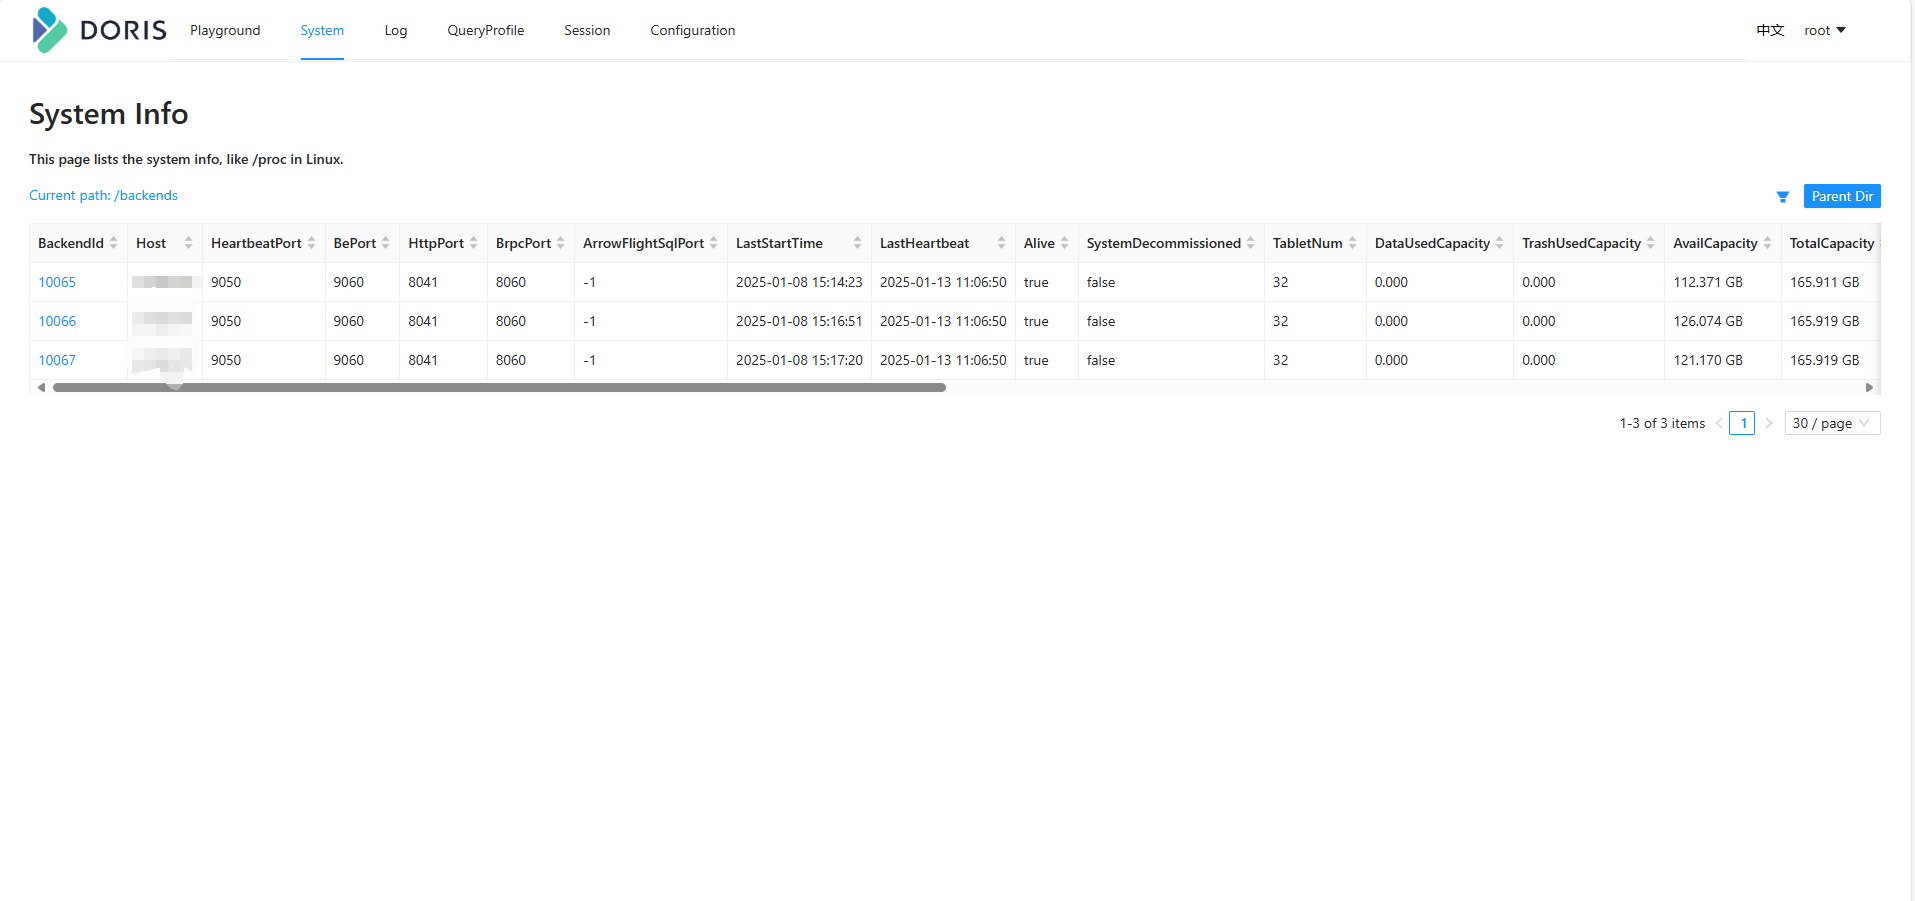 DORIS Playground System Log QueryProfile Session Configuration 中文 root
System Info
This page lists the system info, like /proc in Linux.
Current path: /backends Parent Dir
BackendId Host HeartbeatPort BePort HttpPort BrpcPort ArrowFlightSqlPort LastStartTime LastHeartbeat Alive SystemDecommissioned TabletNum DataUsedCapacity TrashUsedCapacity AvailCapacity TotalCapacity
10065 9050 9060 8041 8060 -1 2025-01-08 15:14:23 2025-01-13 11:06:50 true false 32 0.000 0.000 112.371 GB 165.911 GB
10066 9050 9060 8041 8060 -1 2025-01-08 15:16:51 2025-01-13 11:06:50 true false 32 0.000 0.000 126.074 GB 165.919 GB
10067 9050 9060 8041 8060 -1 2025-01-08 15:17:20 2025-01-13 11:06:50 true false 32 0.000 0.000 121.170 GB 165.919 GB
1-3 of 3 items 1 30 / page